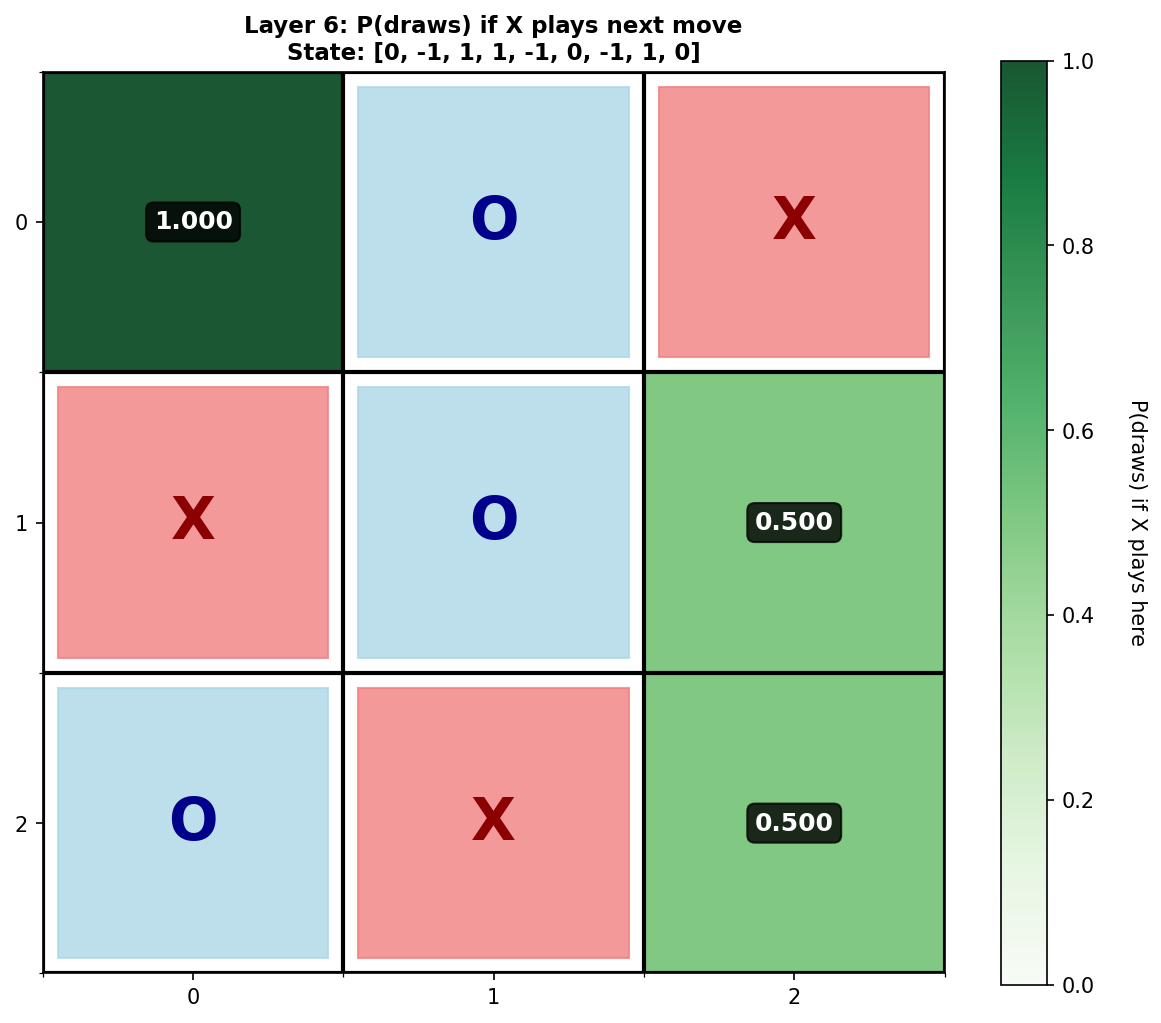 Layer 6: P(draws) if X plays next move
State: [0, -1, 1, 1, -1, 0, -1, 1, 0]
0
1.000
O
X
1
X
O
0.500
2
O
X
0.500
0
1
2
1.0
0.8
0.6
0.4
0.2
0.0
P(draws) if X plays here